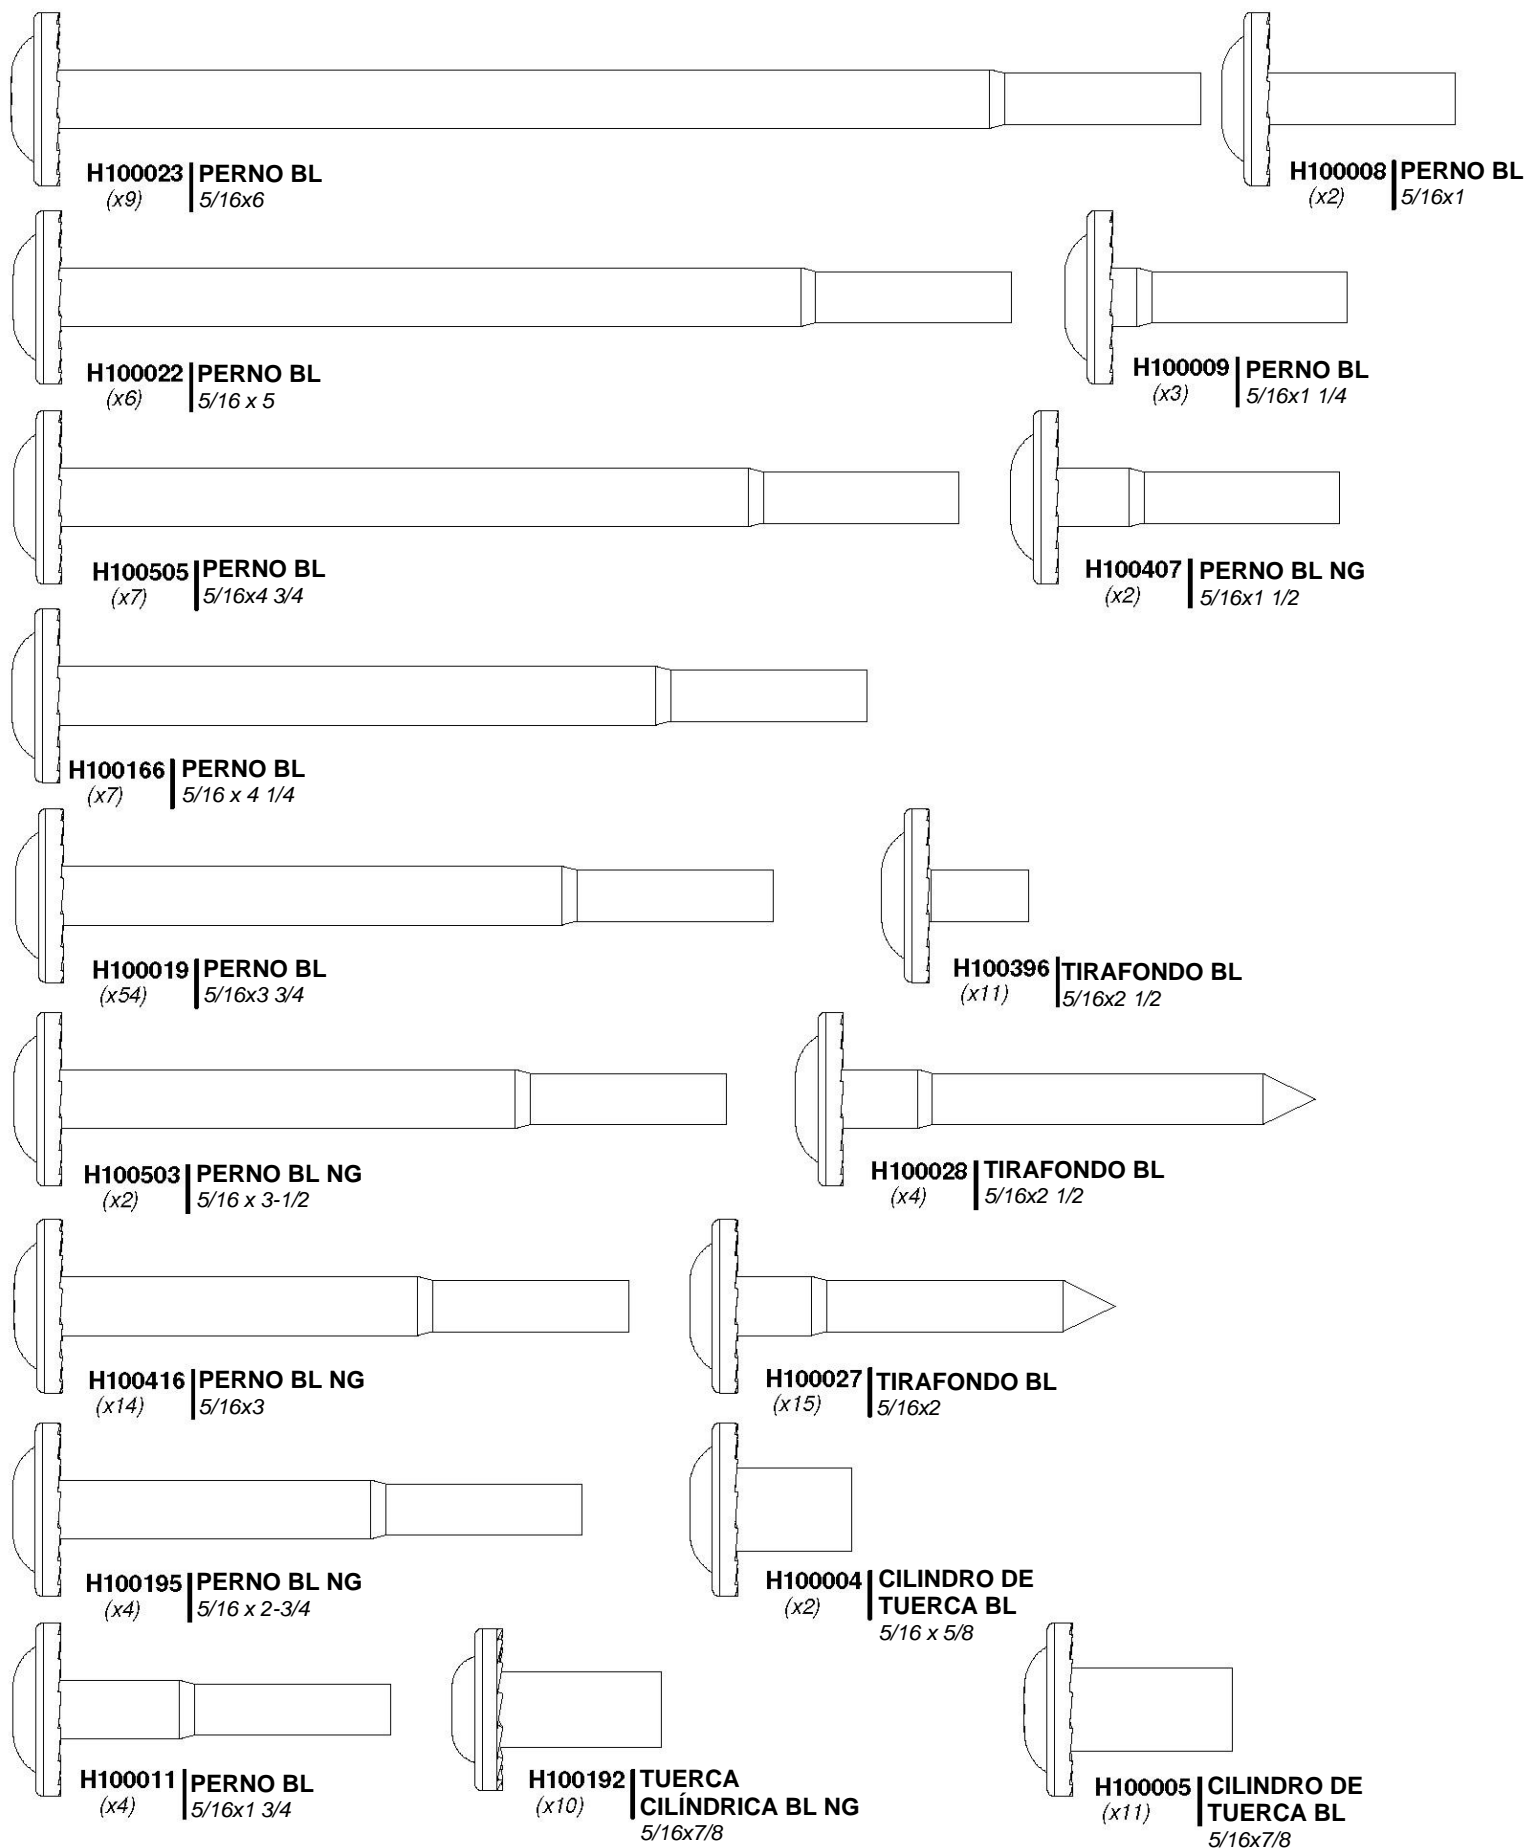 H100023 PERNO BL
(x9) 5/16x6
H100008 PERNO BL
(x2) 5/16x1
H100022 PERNO BL
(x6) 5/16 x 5
H100009 PERNO BL
(x3) 5/16x1 1/4
H100505 PERNO BL
(x7) 5/16x4 3/4
H100407 PERNO BL NG
(x2) 5/16x1 1/2
H100166 PERNO BL
(x7) 5/16 x 4 1/4
H100019 PERNO BL
(x54) 5/16x3 3/4
H100396 TIRAFONDO BL
(x11) 5/16x2 1/2
H100503 PERNO BL NG
(x2) 5/16 x 3-1/2
H100028 TIRAFONDO BL
(x4) 5/16x2 1/2
H100416 PERNO BL NG
(x14) 5/16x3
H100027 TIRAFONDO BL
(x15) 5/16x2
H100195 PERNO BL NG
(x4) 5/16 x 2-3/4
H100004 CILINDRO DE
(x2) TUERCA BL
5/16 x 5/8
H100011 PERNO BL
(x4) 5/16x1 3/4
H100192 TUERCA
(x10) CILÍNDRICA BL NG
5/16x7/8
H100005 CILINDRO DE
(x11) TUERCA BL
5/16x7/8